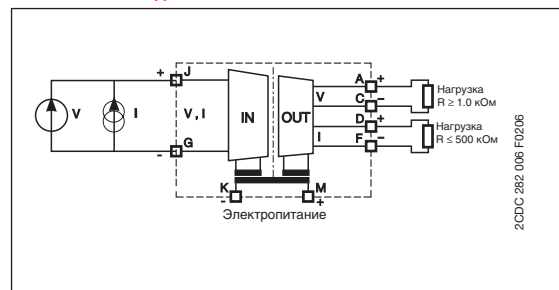 + J
A +
V
C −
Нагрузка
R ≥ 1.0 кОм
V I V, I IN OUT
D +
I
F −
Нагрузка
R ≤ 500 кОм
- G
K M
- +
Электропитание
2CDC 282 006 F0206